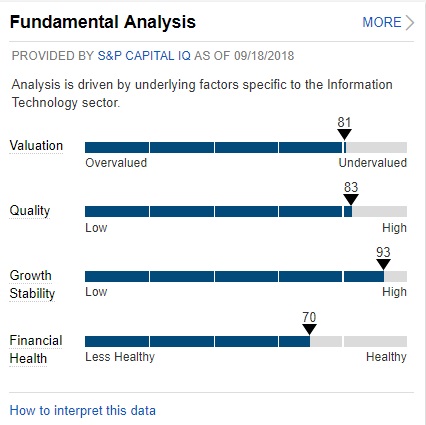 Fundamental Analysis MORE
PROVIDED BY S&P CAPITAL IQ AS OF 09/18/2018
Analysis is driven by underlying factors specific to the Information
Technology sector.
81
Valuation
Overvalued Undervalued
83
Quality
Low High
93
Growth
Stability
Low High
70
Financial
Health
Less Healthy Healthy
How to interpret this data